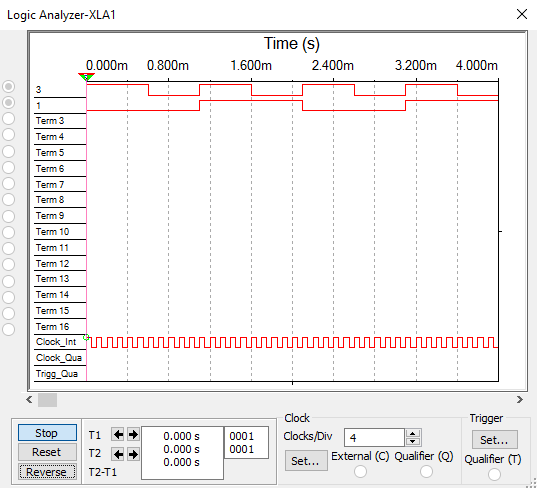 Logic Analyzer-XLA1
Time (s)
0.000m 0.800m 1.600m 2.400m 3.200m 4.000m
3
1
Term 3
Term 4
Term 5
Term 6
Term 7
Term 8
Term 9
Term 10
Term 11
Term 12
Term 13
Term 14
Term 15
Term 16
Clock_Int
Clock_Qua
Trigg_Qua
Stop
Reset
Reverse
T1
T2
T2-T1
0.000 s 0001
0.000 s 0001
0.000 s
Clock
Clocks/Div 4
Set...
External (C) Qualifier (Q)
Trigger
Set...
Qualifier (T)